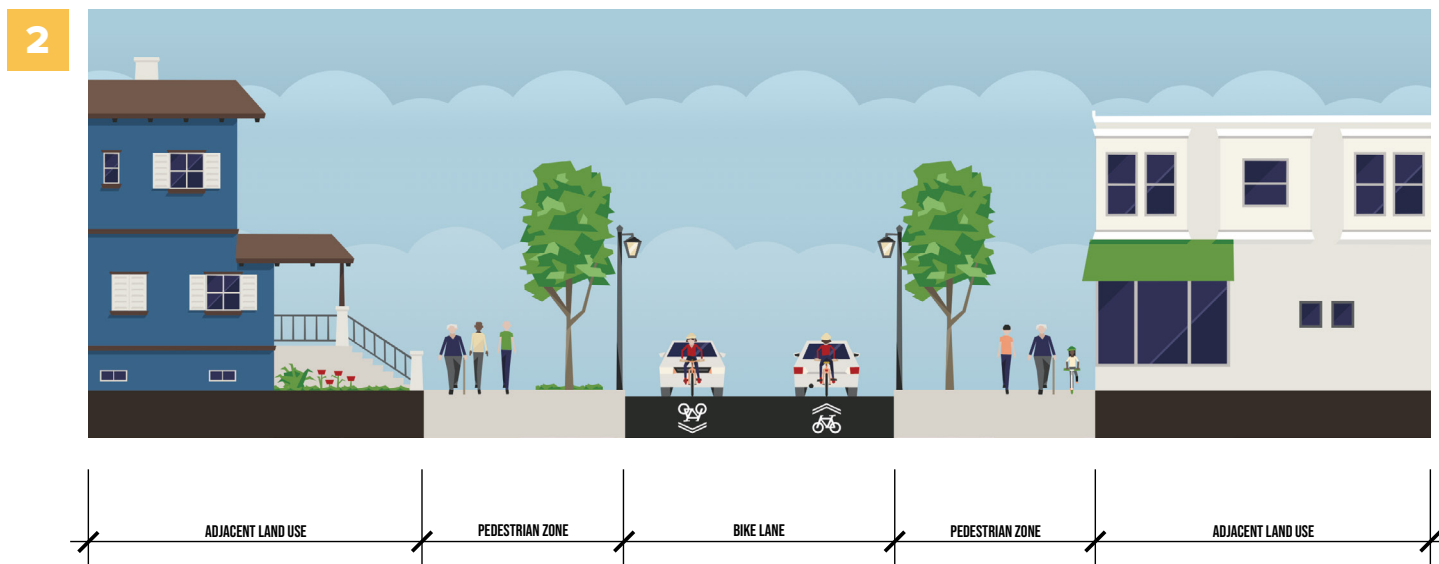 2
ADJACENT LAND USE
PEDESTRIAN ZONE
BIKE LANE
PEDESTRIAN ZONE
ADJACENT LAND USE